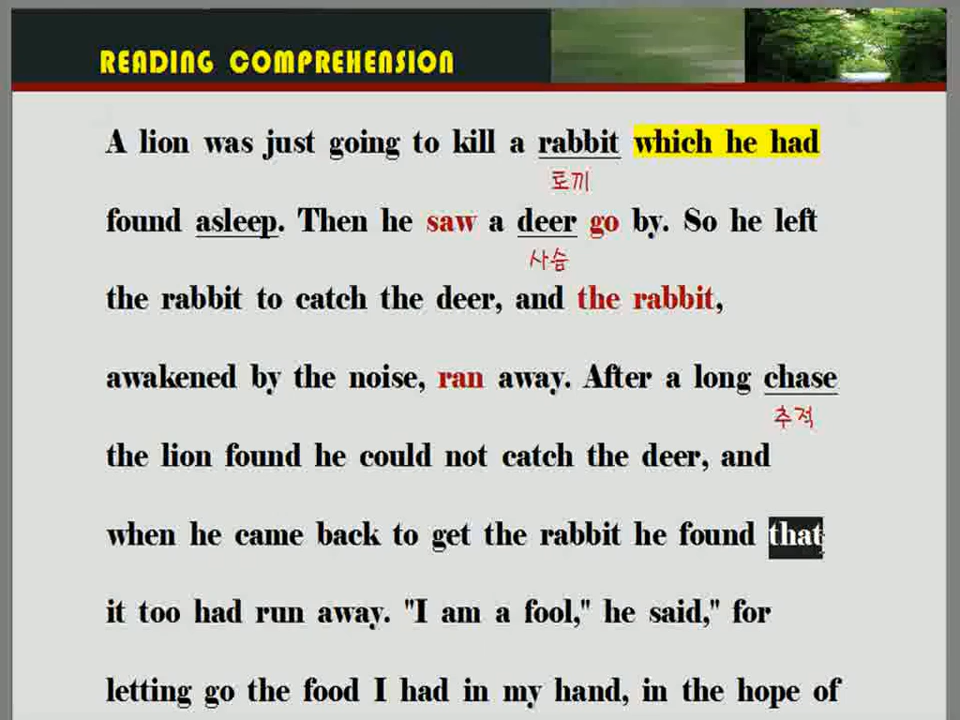 READING COMPREHENSION
A lion was just going to kill a rabbit which he had
토끼
found asleep. Then he saw a deer go by. So he left
사슴
the rabbit to catch the deer, and the rabbit,
awakened by the noise, ran away. After a long chase
추적
the lion found he could not catch the deer, and
when he came back to get the rabbit he found that
it too had run away. "I am a fool," he said," for
letting go the food I had in my hand, in the hope of